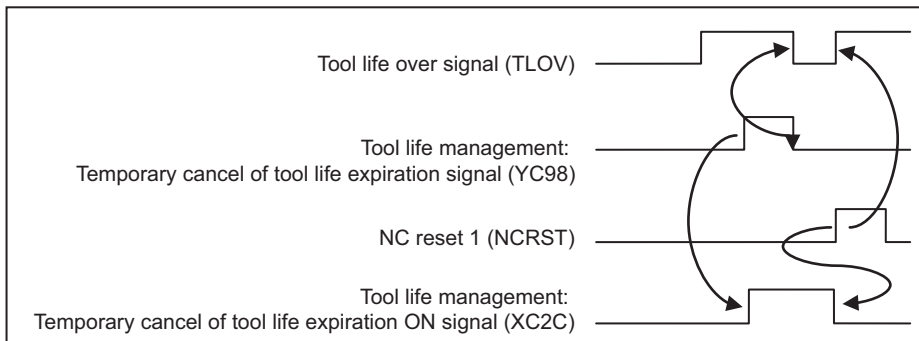 Tool life over signal (TLOV)
Tool life management:
Temporary cancel of tool life expiration signal (YC98)
NC reset 1 (NCRST)
Tool life management:
Temporary cancel of tool life expiration ON signal (XC2C)